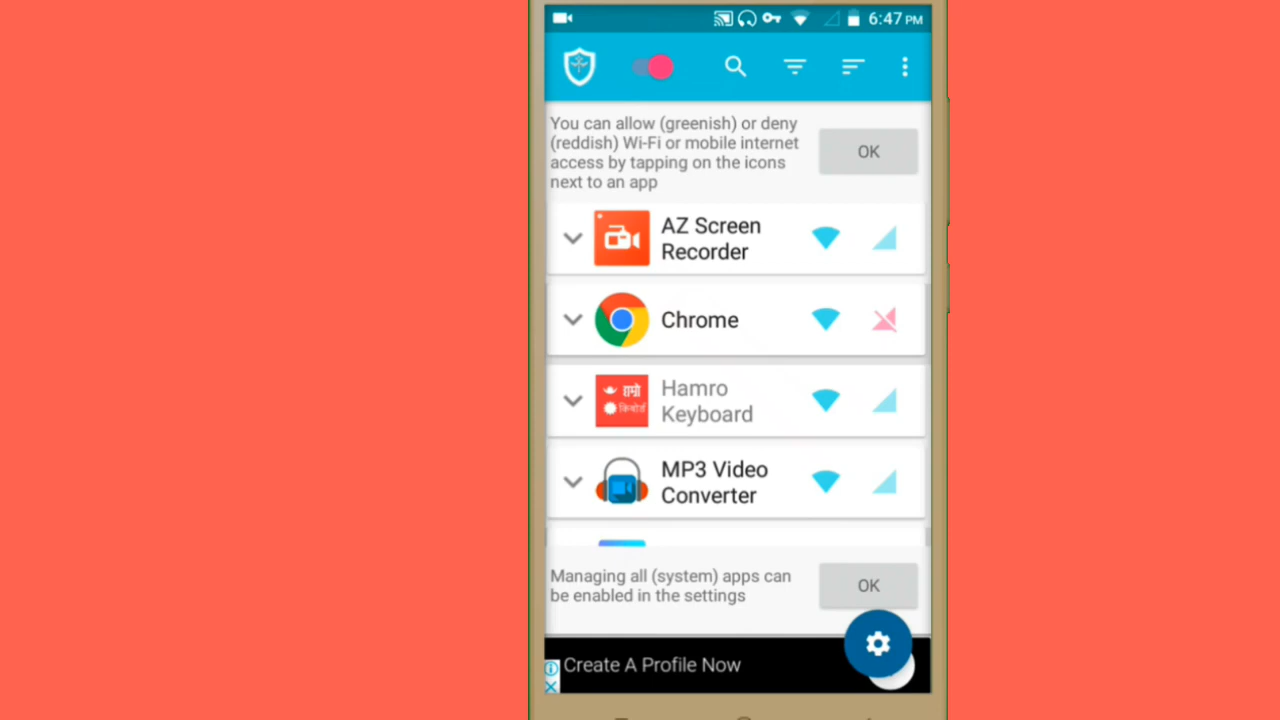 6:47 PM
You can allow (greenish) or deny
(reddish) Wi-Fi or mobile internet
access by tapping on the icons
next to an app
OK
AZ Screen
Recorder
Chrome
हाम्रो
किबोर्ड
Hamro
Keyboard
MP3 Video
Converter
Managing all (system) apps can
be enabled in the settings
OK
Create A Profile Now